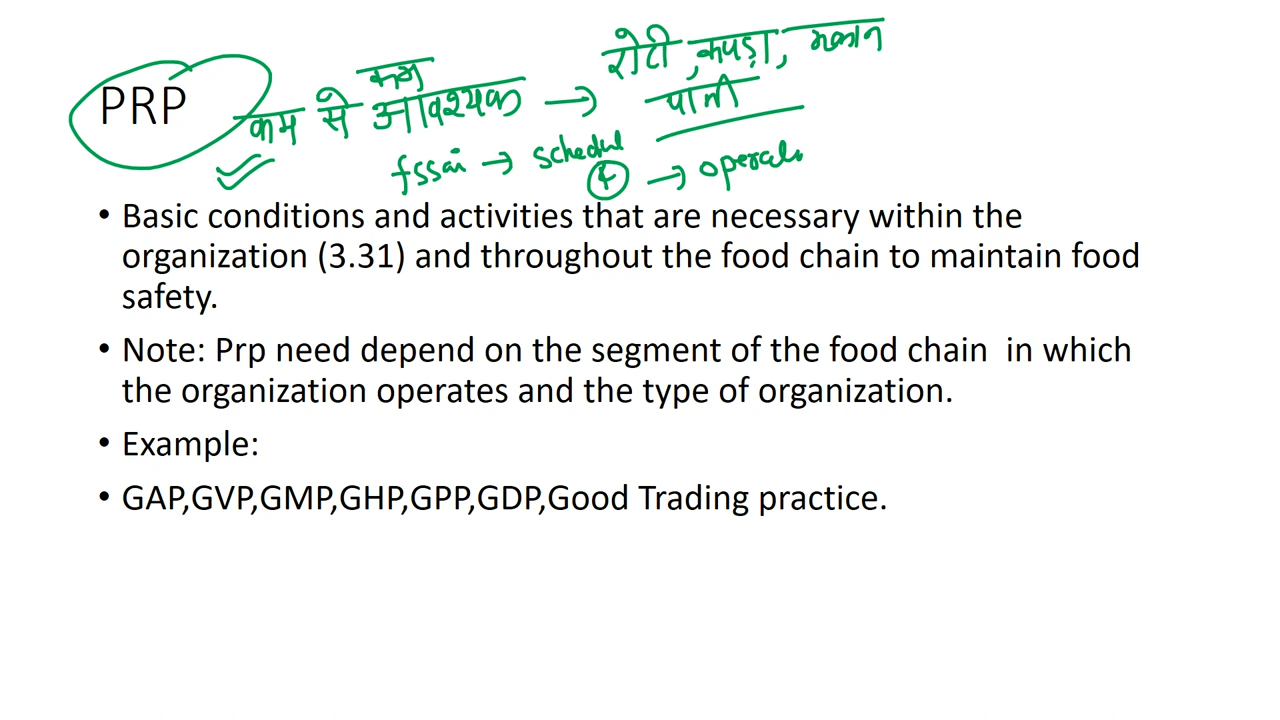 रोटी, कपड़ा, मकान
कम
PRP कम से आवश्यक → पानी
fssai → schedul
4 → operal
• Basic conditions and activities that are necessary within the
organization (3.31) and throughout the food chain to maintain food
safety.
• Note: Prp need depend on the segment of the food chain in which
the organization operates and the type of organization.
• Example:
• GAP,GVP,GMP,GHP,GPP,GDP,Good Trading practice.